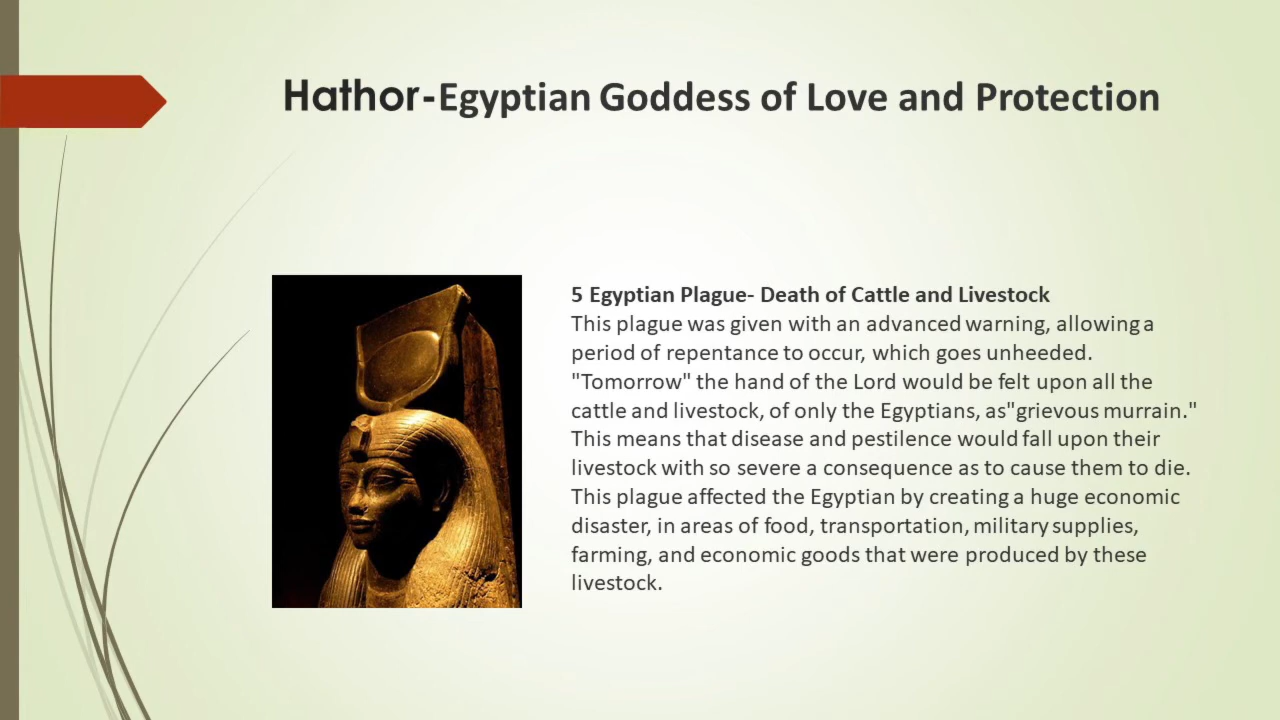 Hathor-Egyptian Goddess of Love and Protection
5 Egyptian Plague- Death of Cattle and Livestock
This plague was given with an advanced warning, allowing a
period of repentance to occur, which goes unheeded.
"Tomorrow" the hand of the Lord would be felt upon all the
cattle and livestock, of only the Egyptians, as"grievous murrain."
This means that disease and pestilence would fall upon their
livestock with so severe a consequence as to cause them to die.
This plague affected the Egyptian by creating a huge economic
disaster, in areas of food, transportation, military supplies,
farming, and economic goods that were produced by these
livestock.